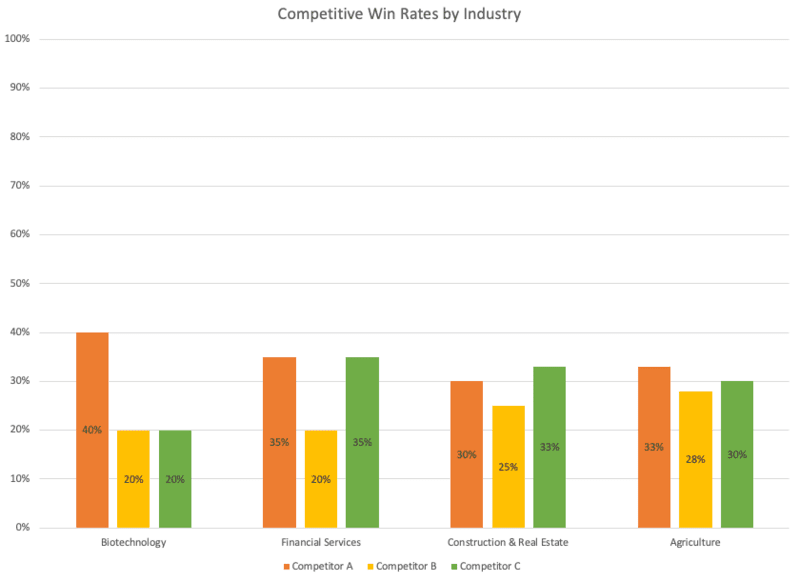 Competitive Win Rates by Industry
100%
90%
80%
70%
60%
50%
40%
30%
20%
10%
0%
40%
20%
20%
35%
20%
35%
30%
25%
33%
33%
28%
30%
Biotechnology
Financial Services
Construction & Real Estate
Agriculture
Competitor A
Competitor B
Competitor C